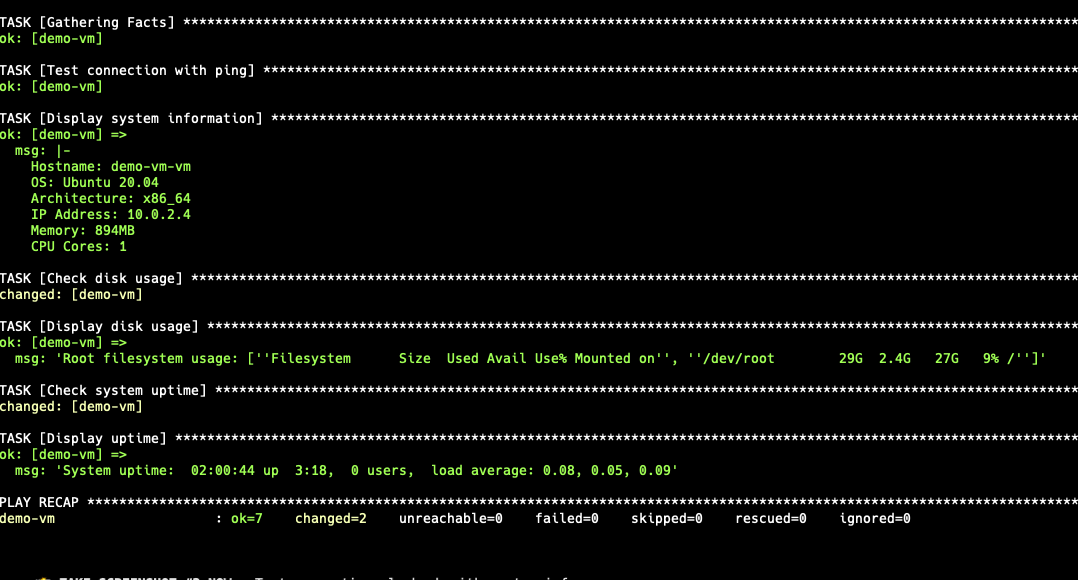 TASK [Gathering Facts] ****************************************************************************************************************
ok: [demo-vm]
TASK [Test connection with ping] ******************************************************************************************************
ok: [demo-vm]
TASK [Display system information] *****************************************************************************************************
ok: [demo-vm] =>
  msg: |-
    Hostname: demo-vm-vm
    OS: Ubuntu 20.04
    Architecture: x86_64
    IP Address: 10.0.2.4
    Memory: 894MB
    CPU Cores: 1
TASK [Check disk usage] ***************************************************************************************************************
changed: [demo-vm]
TASK [Display disk usage] *************************************************************************************************************
ok: [demo-vm] =>
  msg: 'Root filesystem usage: [''Filesystem      Size  Used Avail Use% Mounted on'', ''/dev/root        29G  2.4G   27G   9% /'']'
TASK [Check system uptime] ************************************************************************************************************
changed: [demo-vm]
TASK [Display uptime] *****************************************************************************************************************
ok: [demo-vm] =>
  msg: 'System uptime:  02:00:44 up  3:18,  0 users,  load average: 0.08, 0.05, 0.09'
PLAY RECAP ****************************************************************************************************************************
demo-vm                    : ok=7    changed=2    unreachable=0    failed=0    skipped=0    rescued=0    ignored=0
TAKE SCREENSHOT